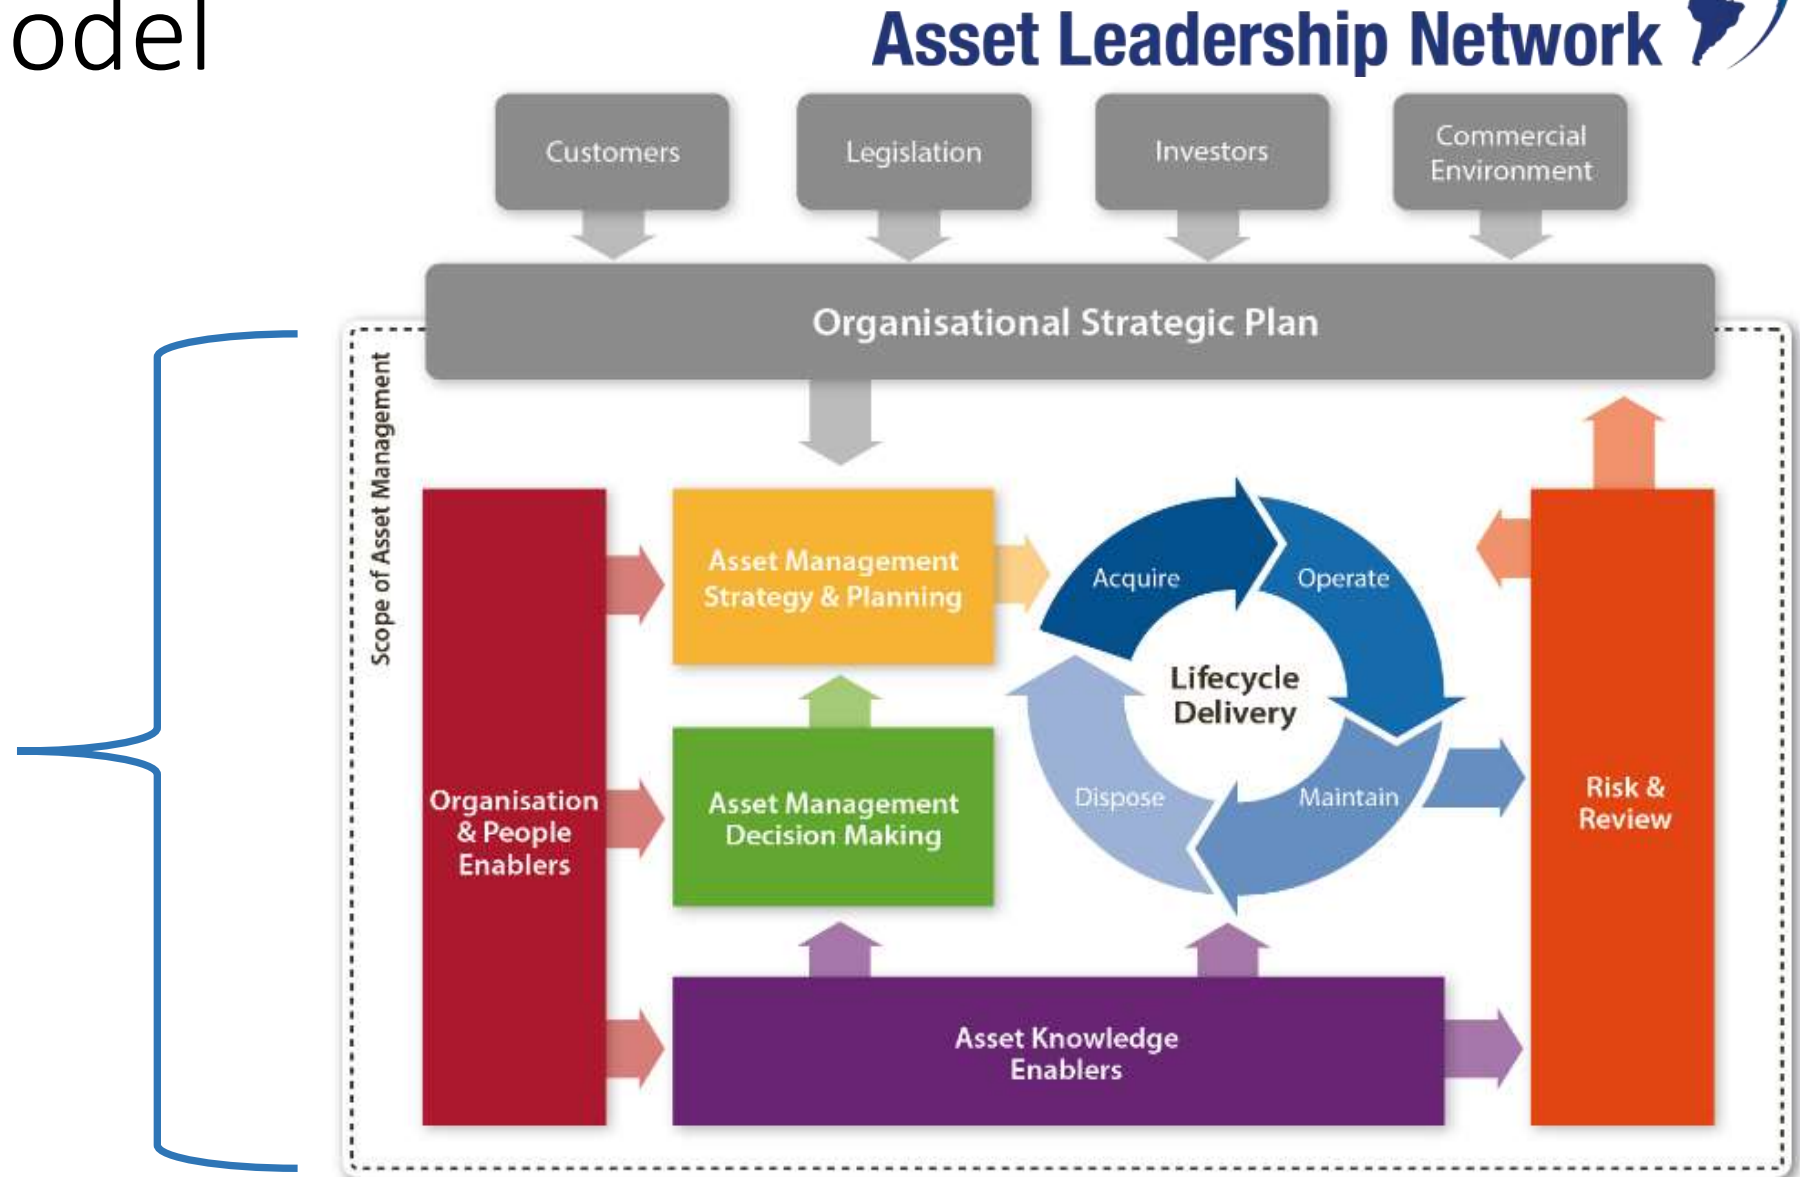 odel
Asset Leadership Network
Customers
Legislation
Investors
Commercial
Environment
Organisational Strategic Plan
Scope of Asset Management
Organisation
& People
Enablers
Asset Management
Strategy & Planning
Asset Management
Decision Making
Acquire
Operate
Lifecycle
Delivery
Dispose
Maintain
Risk &
Review
Asset Knowledge
Enablers